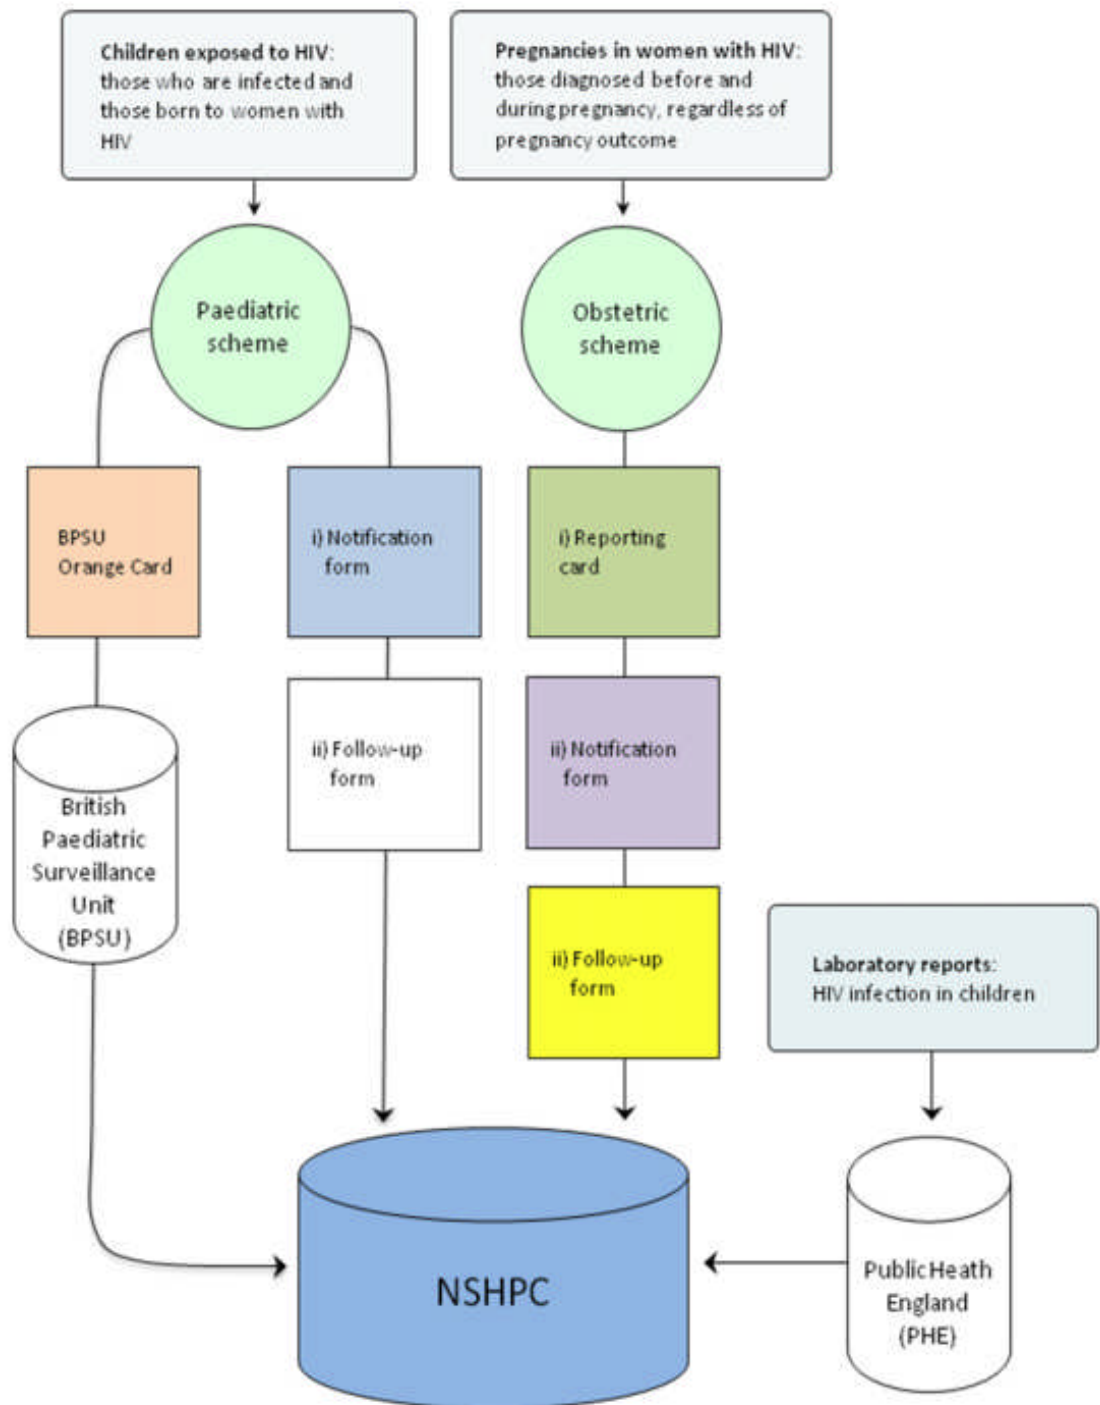 Children exposed to HIV:
those who are infected and
those born to women with
HIV
Pregnancies in women with HIV:
those diagnosed before and
during pregnancy, regardless of
pregnancy outcome
Paediatric
scheme
Obstetric
scheme
BPSU
Orange Card
i) Notification
form
i) Reporting
card
ii) Follow-up
form
ii) Notification
form
British
Paediatric
Surveillance
Unit
(BPSU)
ii) Follow-up
form
Laboratory reports:
HIV infection in children
NSHPC
Public Heath
England
(PHE)